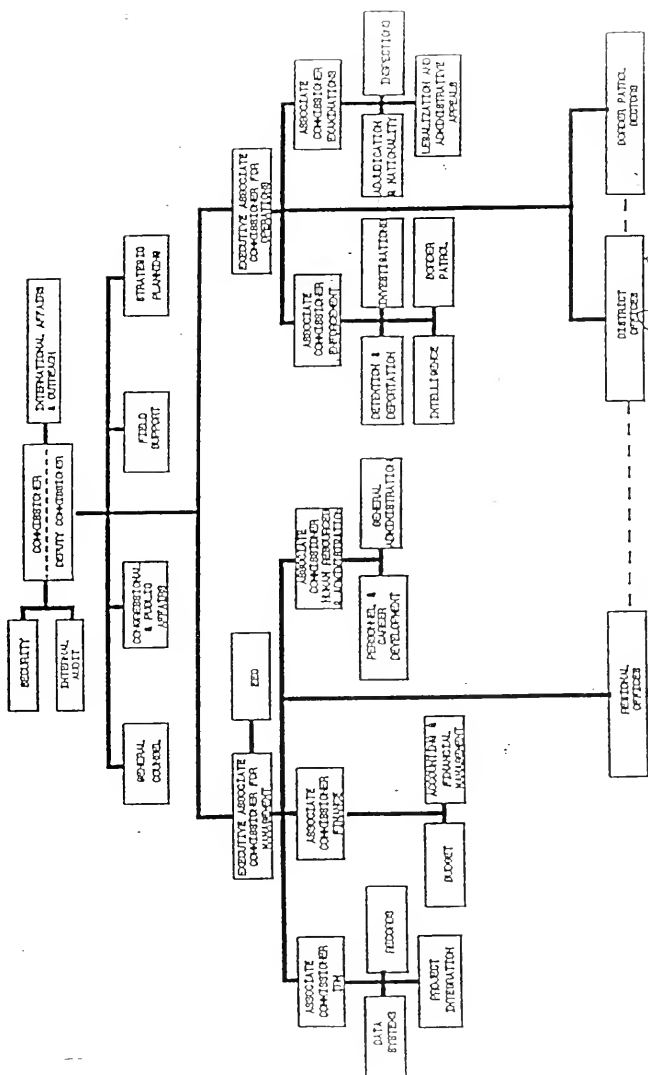 SECURITY
INTERNAL
AUDIT
COMMISSIONER
DEPUTY COMMISSIONER
INTERNATIONAL AFFAIRS
& OUTREACH
GENERAL
COUNSEL
CONGRESSIONAL
& PUBLIC
AFFAIRS
FIELD
SUPPORT
STRATEGIC
PLANNING
EXECUTIVE ASSOCIATE
COMMISSIONER FOR
MANAGEMENT
EEO
EXECUTIVE ASSOCIATE
COMMISSIONER FOR
OPERATIONS
ASSOCIATE
COMMISSIONER
IRM
DATA
SYSTEMS
RECORDS
PROJECT
INTEGRATION
ASSOCIATE
COMMISSIONER
FINANCE
BUDGET
ACCOUNTING &
FINANCIAL
MANAGEMENT
ASSOCIATE
COMMISSIONER
HUMAN RESOURCES
& ADMINISTRATION
PERSONNEL &
CAREER
DEVELOPMENT
GENERAL
ADMINISTRATION
ASSOCIATE
COMMISSIONER
ENFORCEMENT
DETENTION &
DEPORTATION
INVESTIGATIONS
INTELLIGENCE
BORDER
PATROL
ASSOCIATE
COMMISSIONER
EXAMINATIONS
ADJUDICATION
& NATIONALITY
INSPECTIONS
LEGALIZATION AND
ADMINISTRATIVE
APPEALS
REGIONAL
OFFICES
DISTRICT
OFFICES
BORDER PATROL
SECTORS